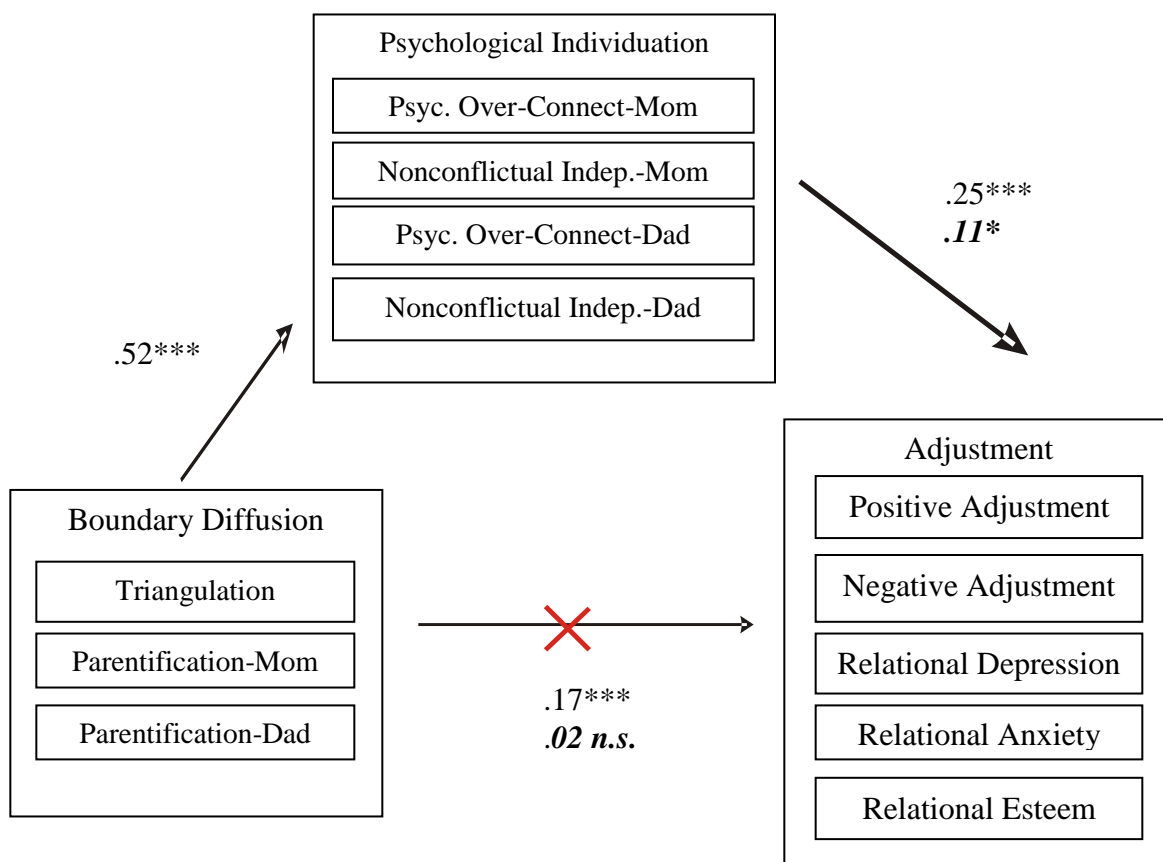 Psychological Individuation
Psyc. Over-Connect-Mom
Nonconflictual Indep.-Mom
Psyc. Over-Connect-Dad
Nonconflictual Indep.-Dad
.25***
.11*
.52***
Boundary Diffusion
Triangulation
Parentification-Mom
Parentification-Dad
.17***
.02 n.s.
Adjustment
Positive Adjustment
Negative Adjustment
Relational Depression
Relational Anxiety
Relational Esteem